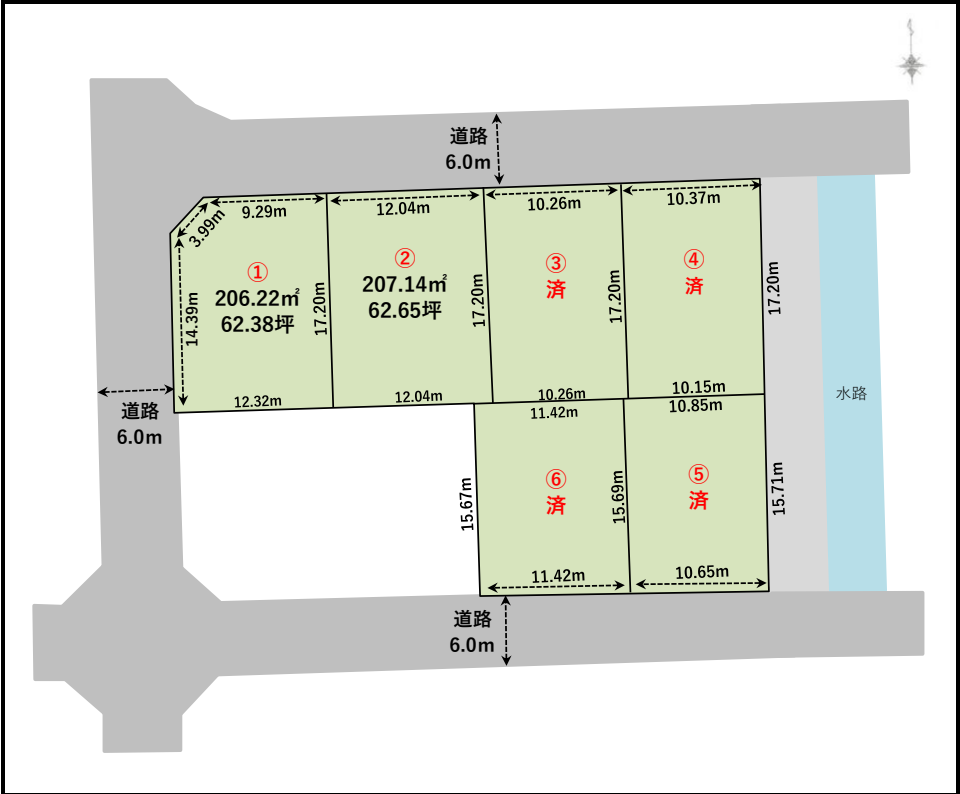 道路
6.0m
9.29m
12.04m
10.26m
10.37m
3.99m
①
206.22㎡
62.38坪
②
207.14㎡
62.65坪
③
済
④
済
14.39m
17.20m
17.20m
17.20m
17.20m
12.32m
12.04m
10.26m
10.15m
道路
6.0m
11.42m
10.85m
水路
⑥
済
⑤
済
15.67m
15.69m
15.71m
11.42m
10.65m
道路
6.0m